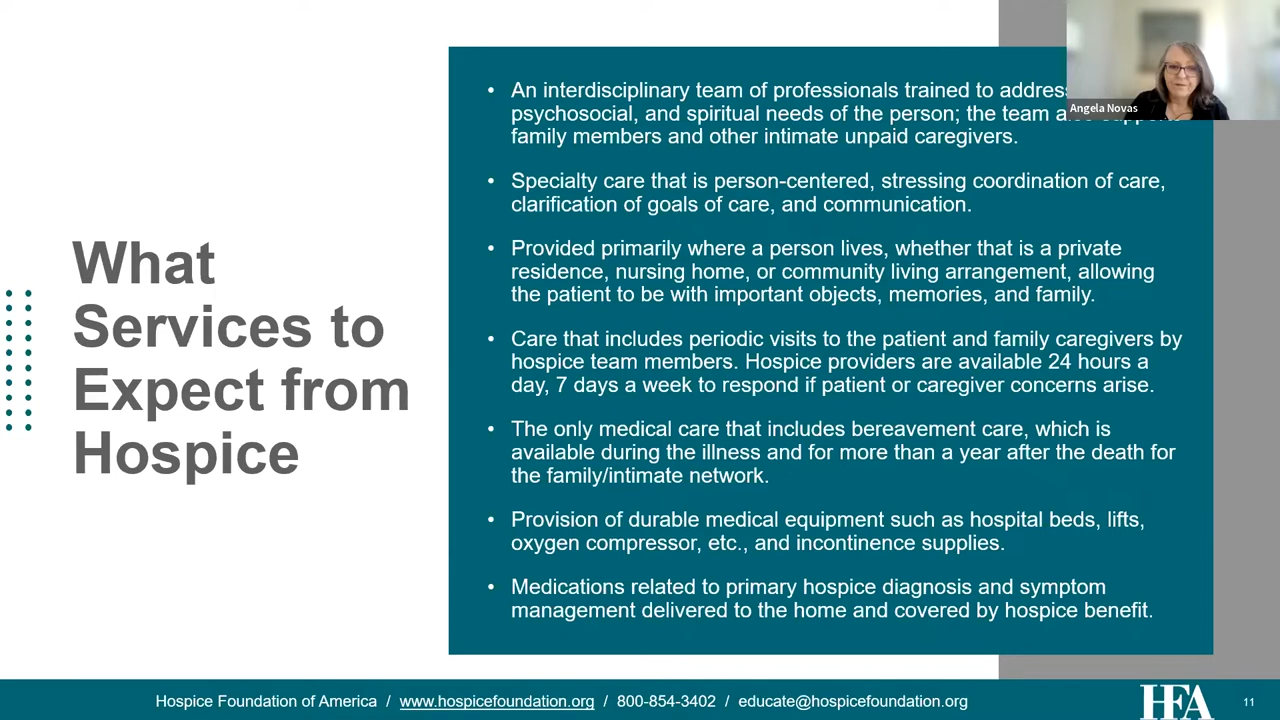 What
Services to
Expect from
Hospice
• An interdisciplinary team of professionals trained to address
psychosocial, and spiritual needs of the person; the team also
family members and other intimate unpaid caregivers.
• Specialty care that is person-centered, stressing coordination of care,
clarification of goals of care, and communication.
• Provided primarily where a person lives, whether that is a private
residence, nursing home, or community living arrangement, allowing
the patient to be with important objects, memories, and family.
• Care that includes periodic visits to the patient and family caregivers by
hospice team members. Hospice providers are available 24 hours a
day, 7 days a week to respond if patient or caregiver concerns arise.
• The only medical care that includes bereavement care, which is
available during the illness and for more than a year after the death for
the family/intimate network.
• Provision of durable medical equipment such as hospital beds, lifts,
oxygen compressor, etc., and incontinence supplies.
• Medications related to primary hospice diagnosis and symptom
management delivered to the home and covered by hospice benefit.
Angela Novas
Hospice Foundation of America / www.hospicefoundation.org / 800-854-3402 / educate@hospicefoundation.org
HFA
11